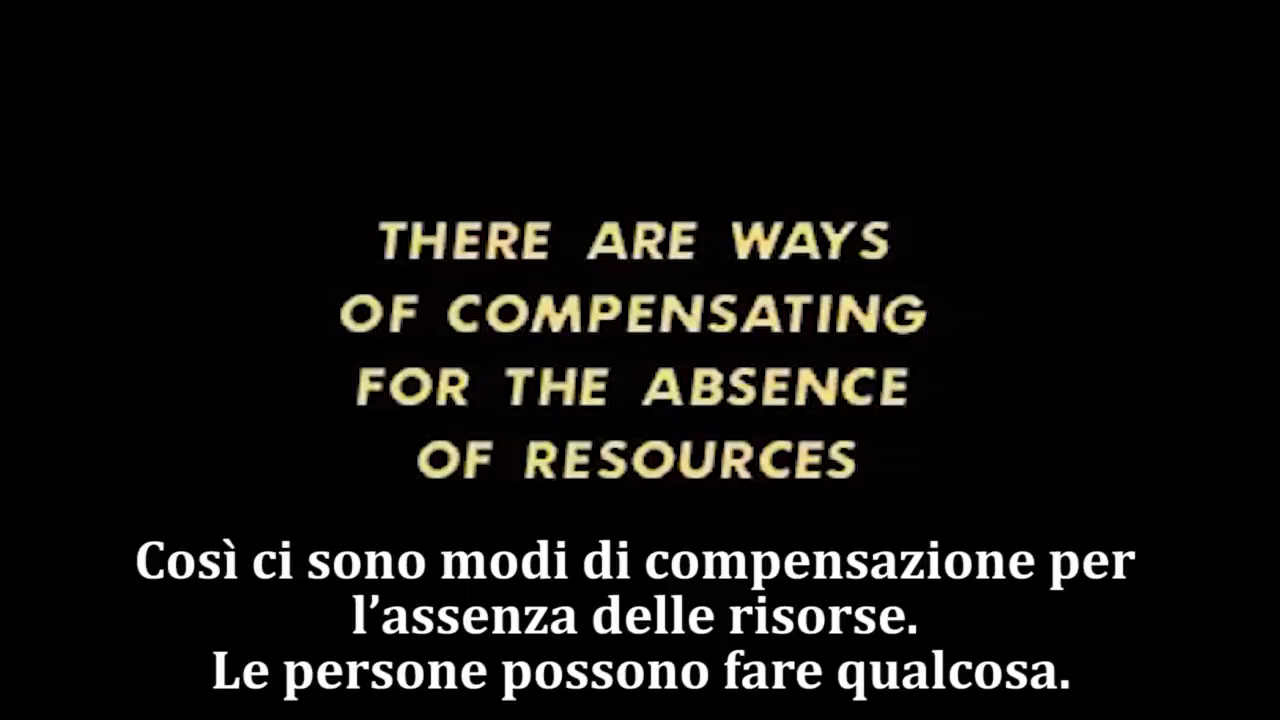 THERE ARE WAYS
OF COMPENSATING
FOR THE ABSENCE
OF RESOURCES
Così ci sono modi di compensazione per
l’assenza delle risorse.
Le persone possono fare qualcosa.